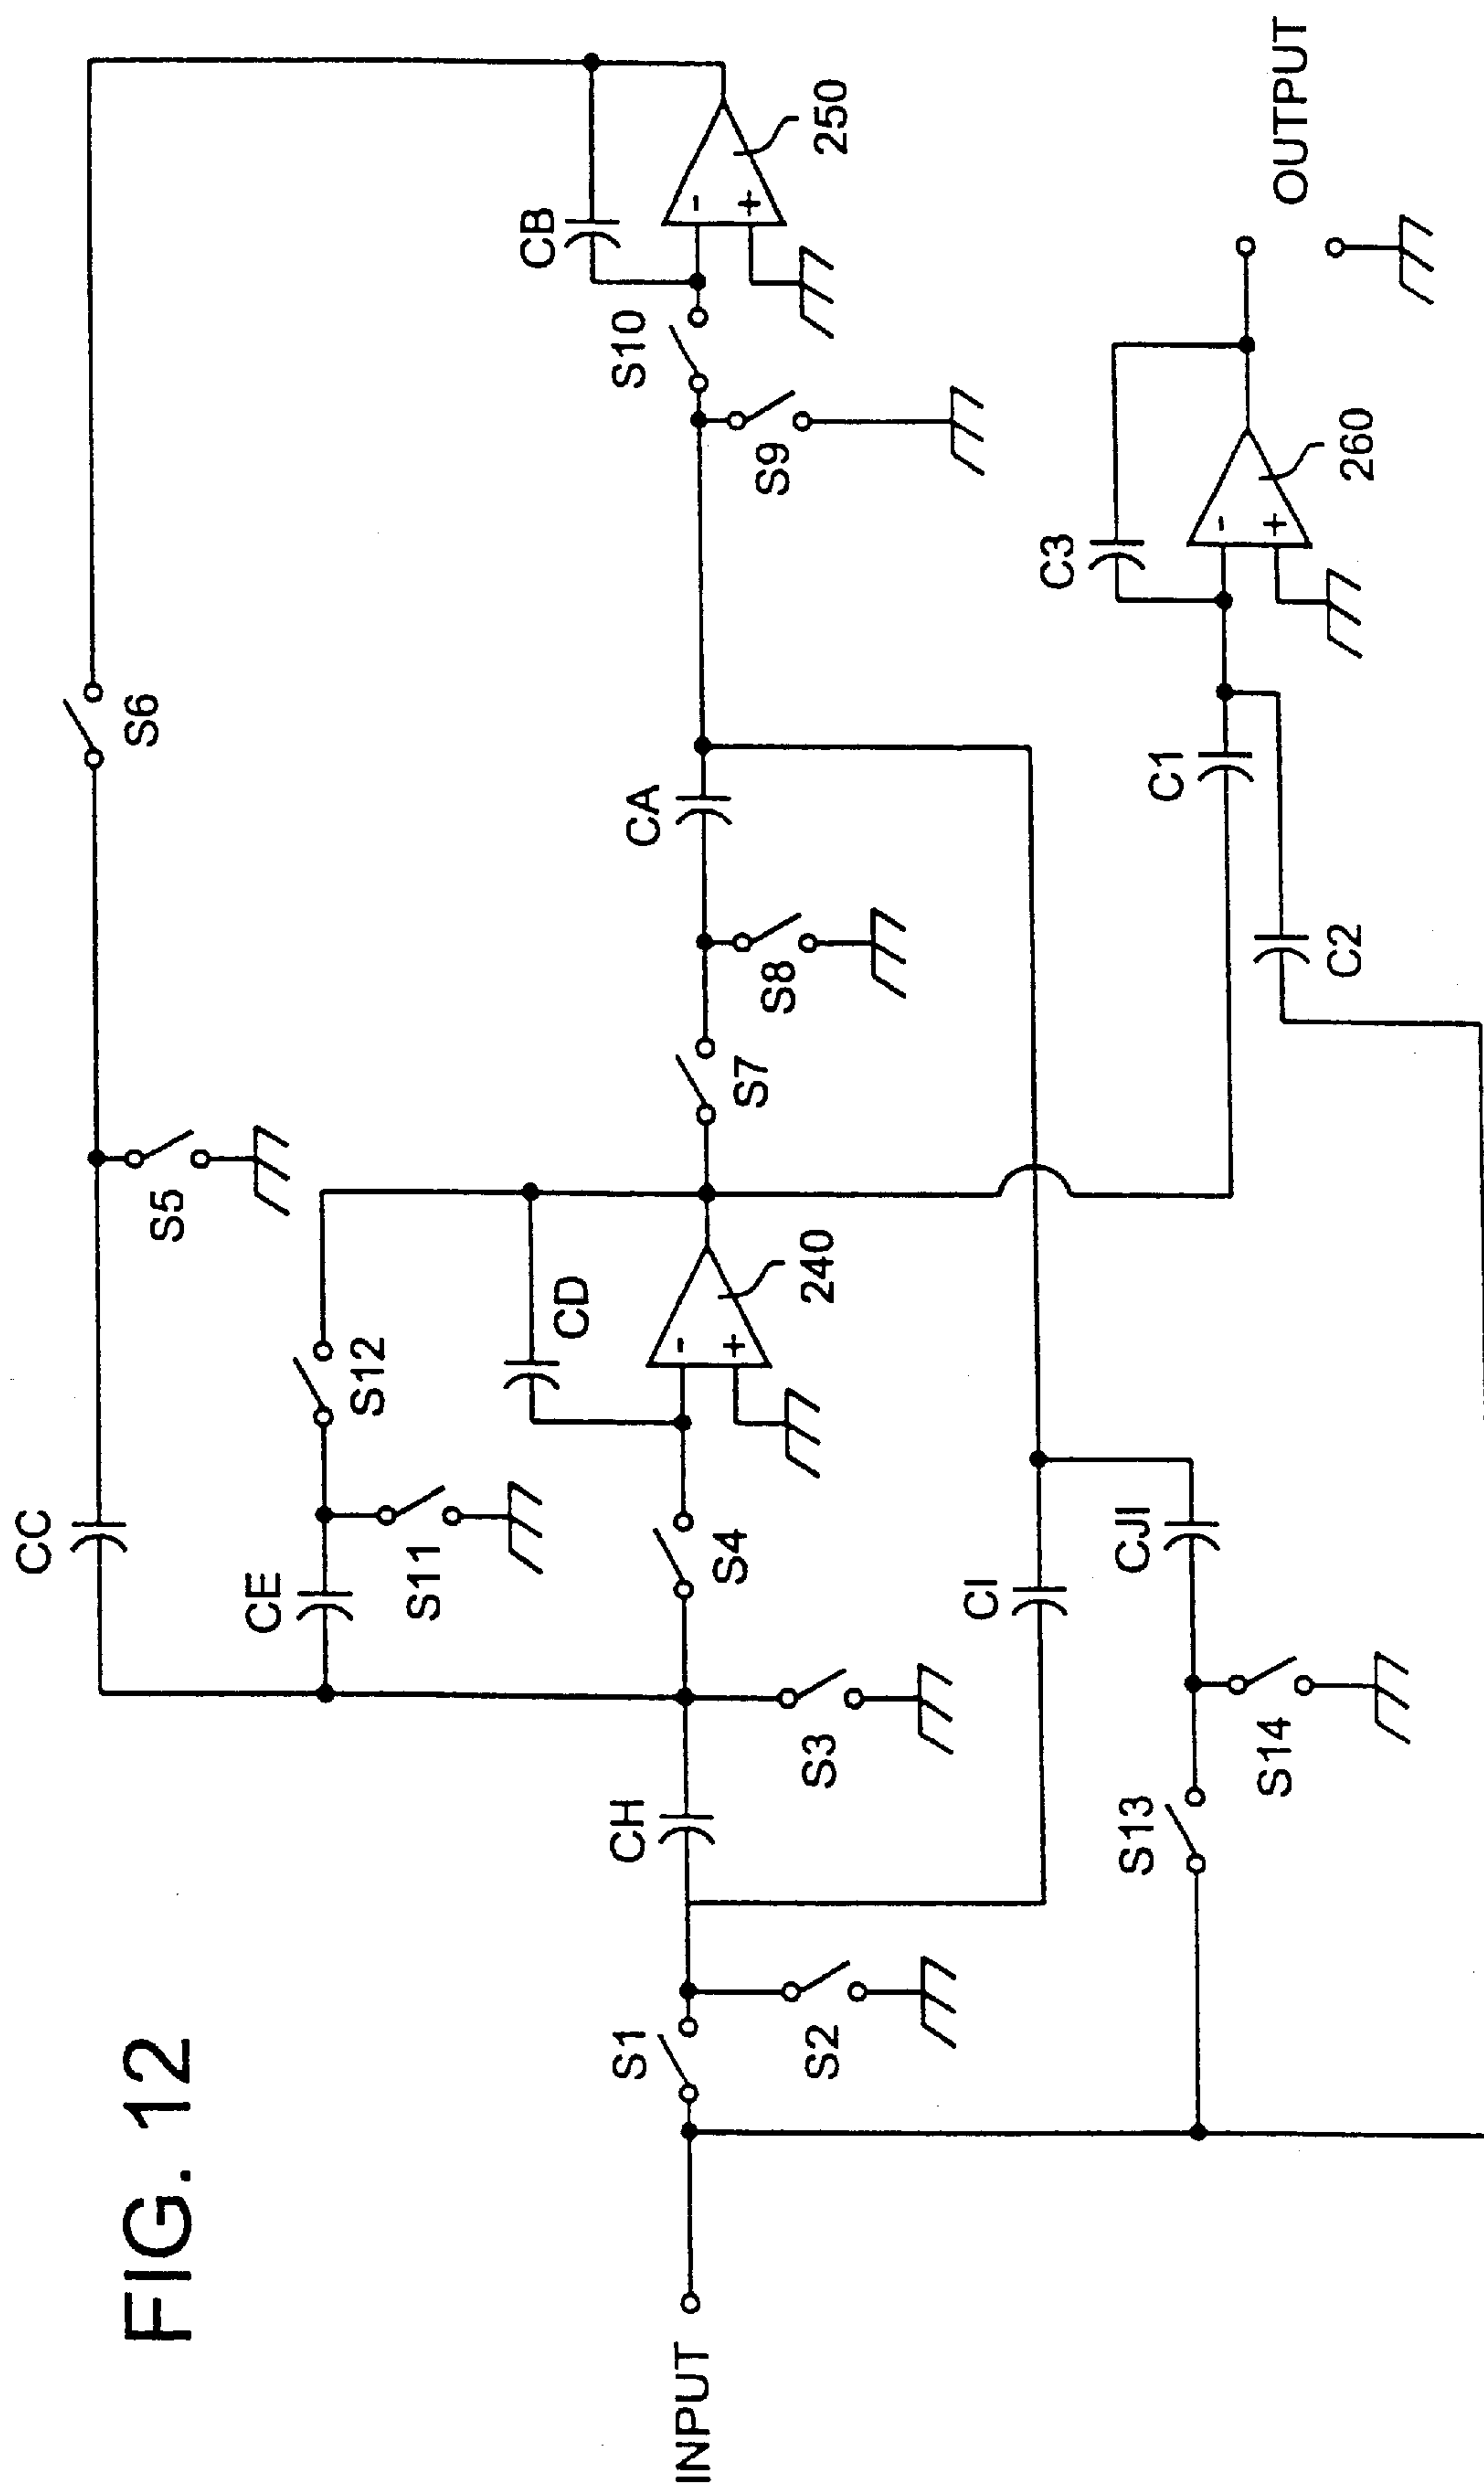 FIG. 12
CC
S6
S5
CE
S12
S11
CD
CB
-
+
250
INPUT
S1
S2
CH
S3
S4
-
+
240
S7
S8
CA
S9
S10
CI
S13
S14
CJI
C1
C2
C3
-
+
260
OUTPUT